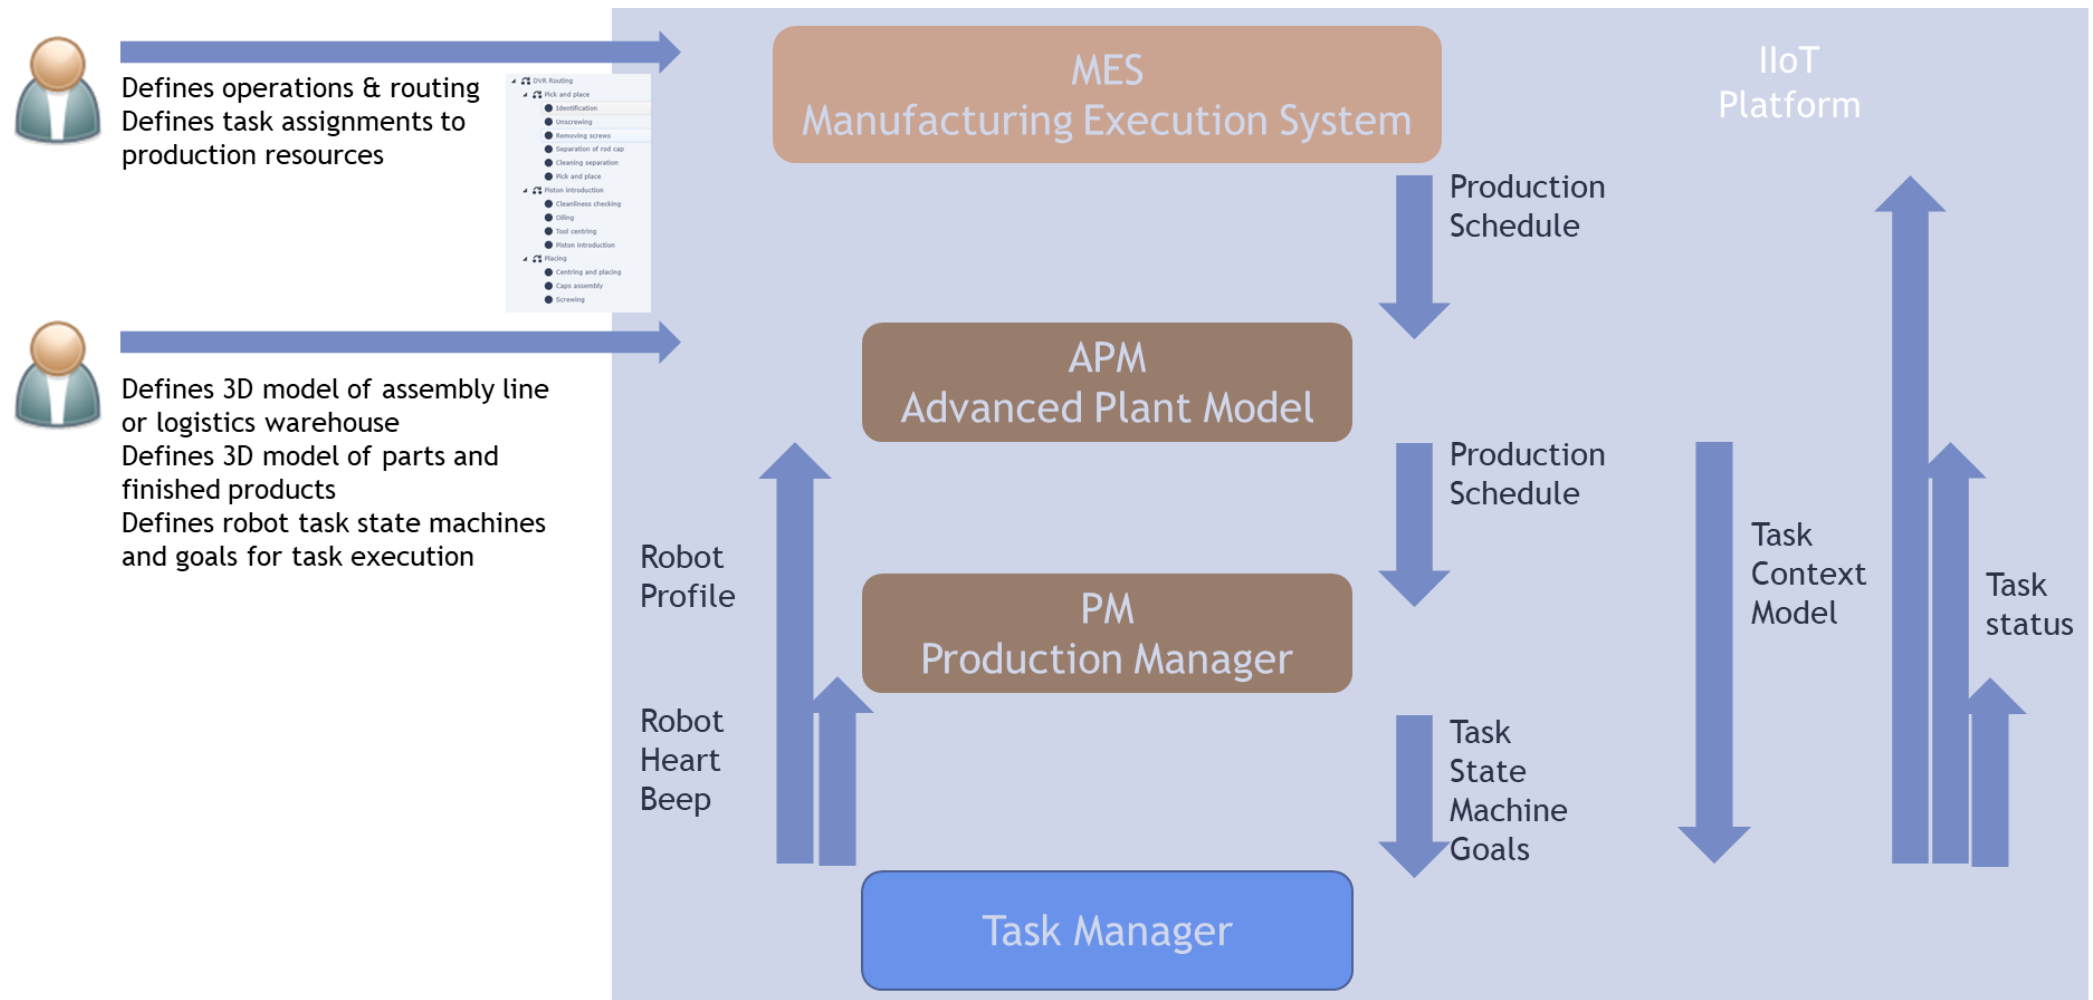 Defines operations & routing
Defines task assignments to
production resources
DVR Routing
Pick and place
Identification
Unscrewing
Removing screws
Separation of rod cap
Cleaning separation
Pick and place
Piston introduction
Cleanliness checking
Oiling
Tool centring
Piston introduction
Placing
Centring and placing
Caps assembly
Screwing
MES
Manufacturing Execution System
IIoT
Platform
Production
Schedule
Defines 3D model of assembly line
or logistics warehouse
Defines 3D model of parts and
finished products
Defines robot task state machines
and goals for task execution
APM
Advanced Plant Model
Production
Schedule
Robot
Profile
Task
Context
Model
Task
status
PM
Production Manager
Robot
Heart
Beep
Task
State
Machine
Goals
Task Manager